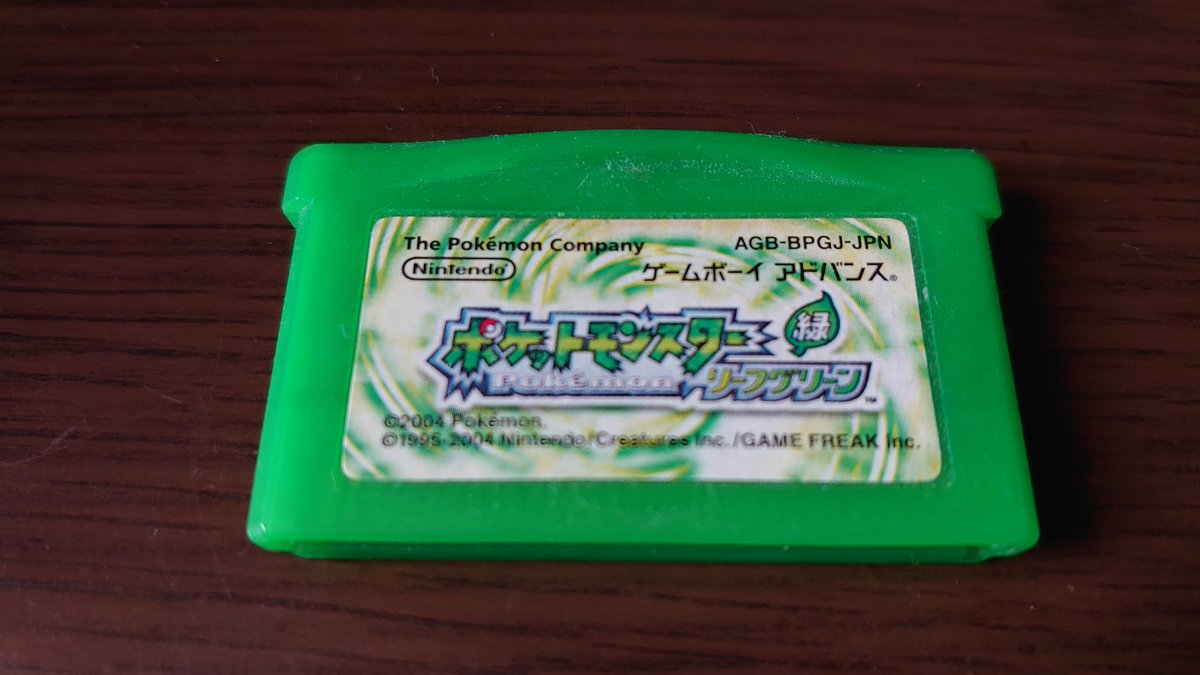 The Pokémon Company AGB-BPGJ-JPN
Nintendo ゲームボーイ アドバンス®
ポケットモンスター 緑
Pokémon リーフグリーン™
©2004 Pokémon.
©1995-2004 Nintendo/Creatures Inc./GAME FREAK inc.